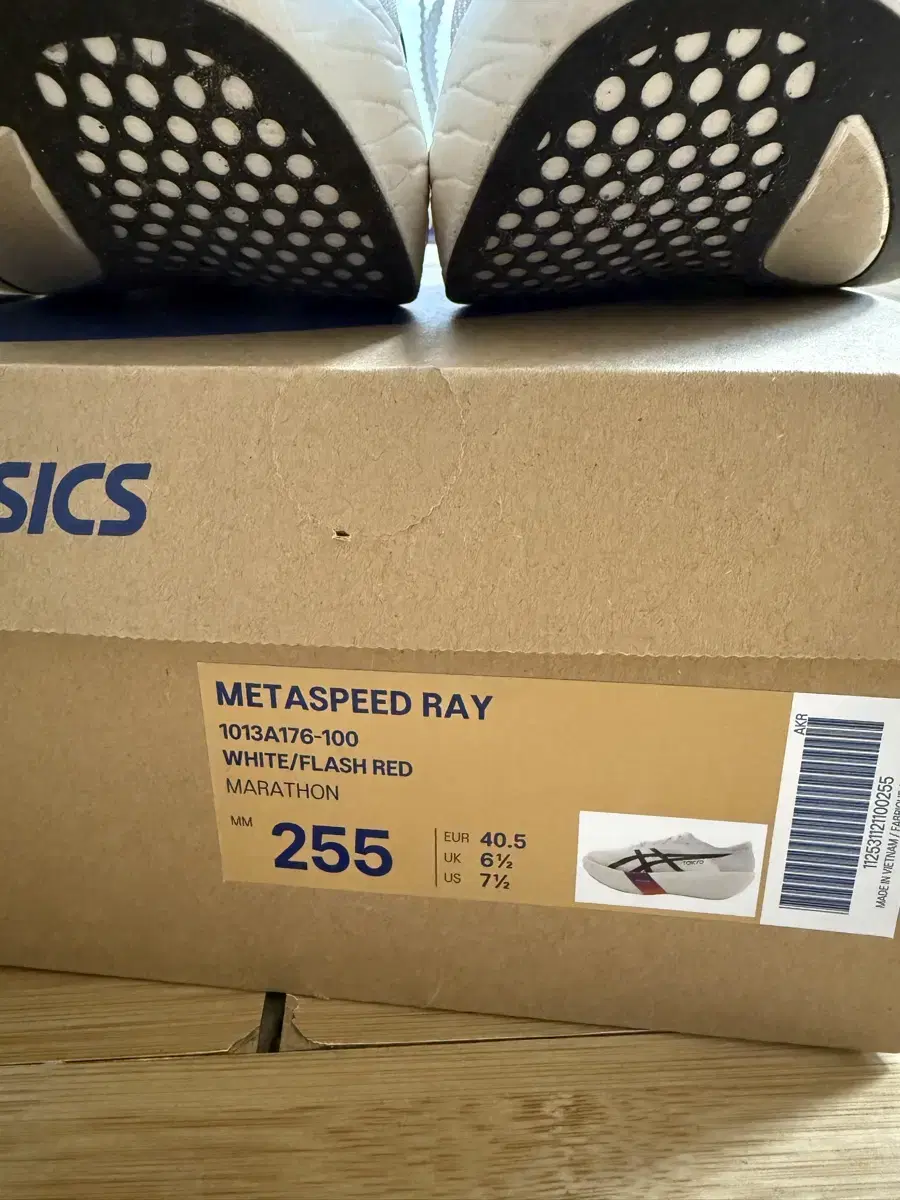 SICS
METASPEED RAY
1013A176-100
WHITE/FLASH RED
MARATHON
MM 255
EUR 40.5
UK 6½
US 7½
AKR
112531121100255
MADE IN VIETNAM /